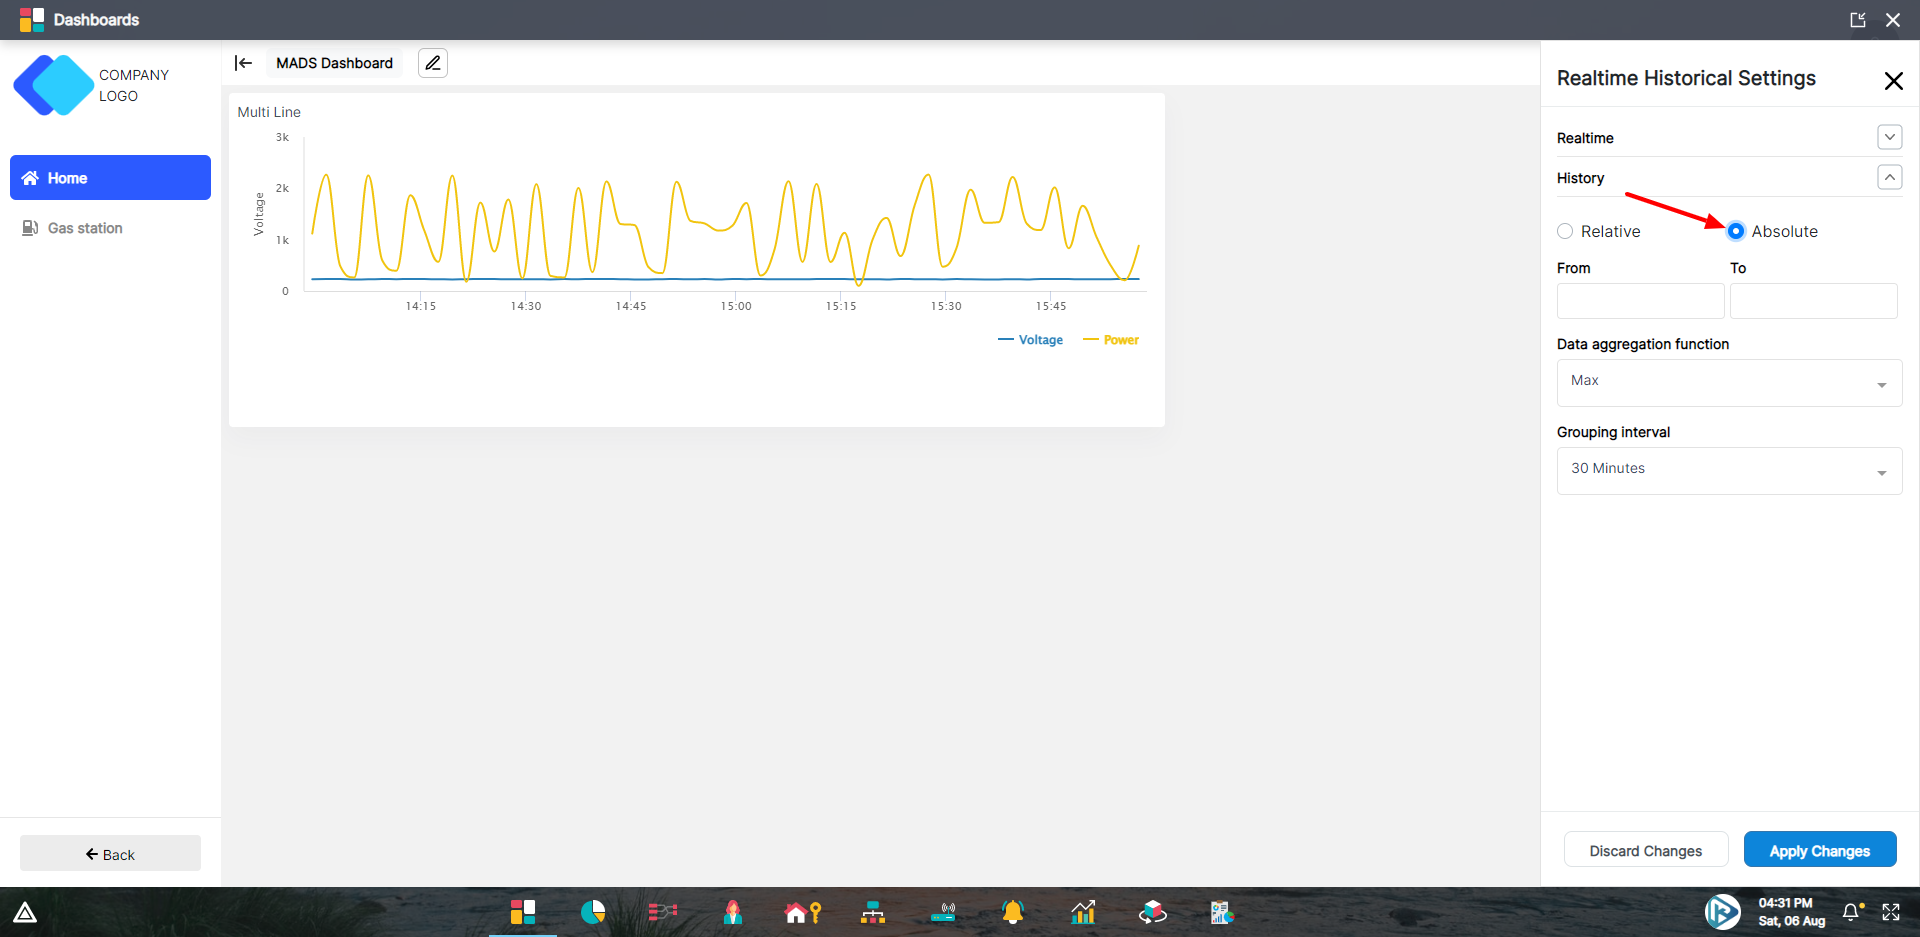 Dashboards
COMPANY
LOGO
MADS Dashboard
Home
Gas station
Back
Multi Line
Voltage
3k
2k
1k
0
14:15
14:30
14:45
15:00
15:15
15:30
15:45
Voltage
Power
Realtime Historical Settings
Realtime
History
Relative
Absolute
From
To
Data aggregation function
Max
Grouping interval
30 Minutes
Discard Changes
Apply Changes
04:31 PM
Sat, 06 Aug